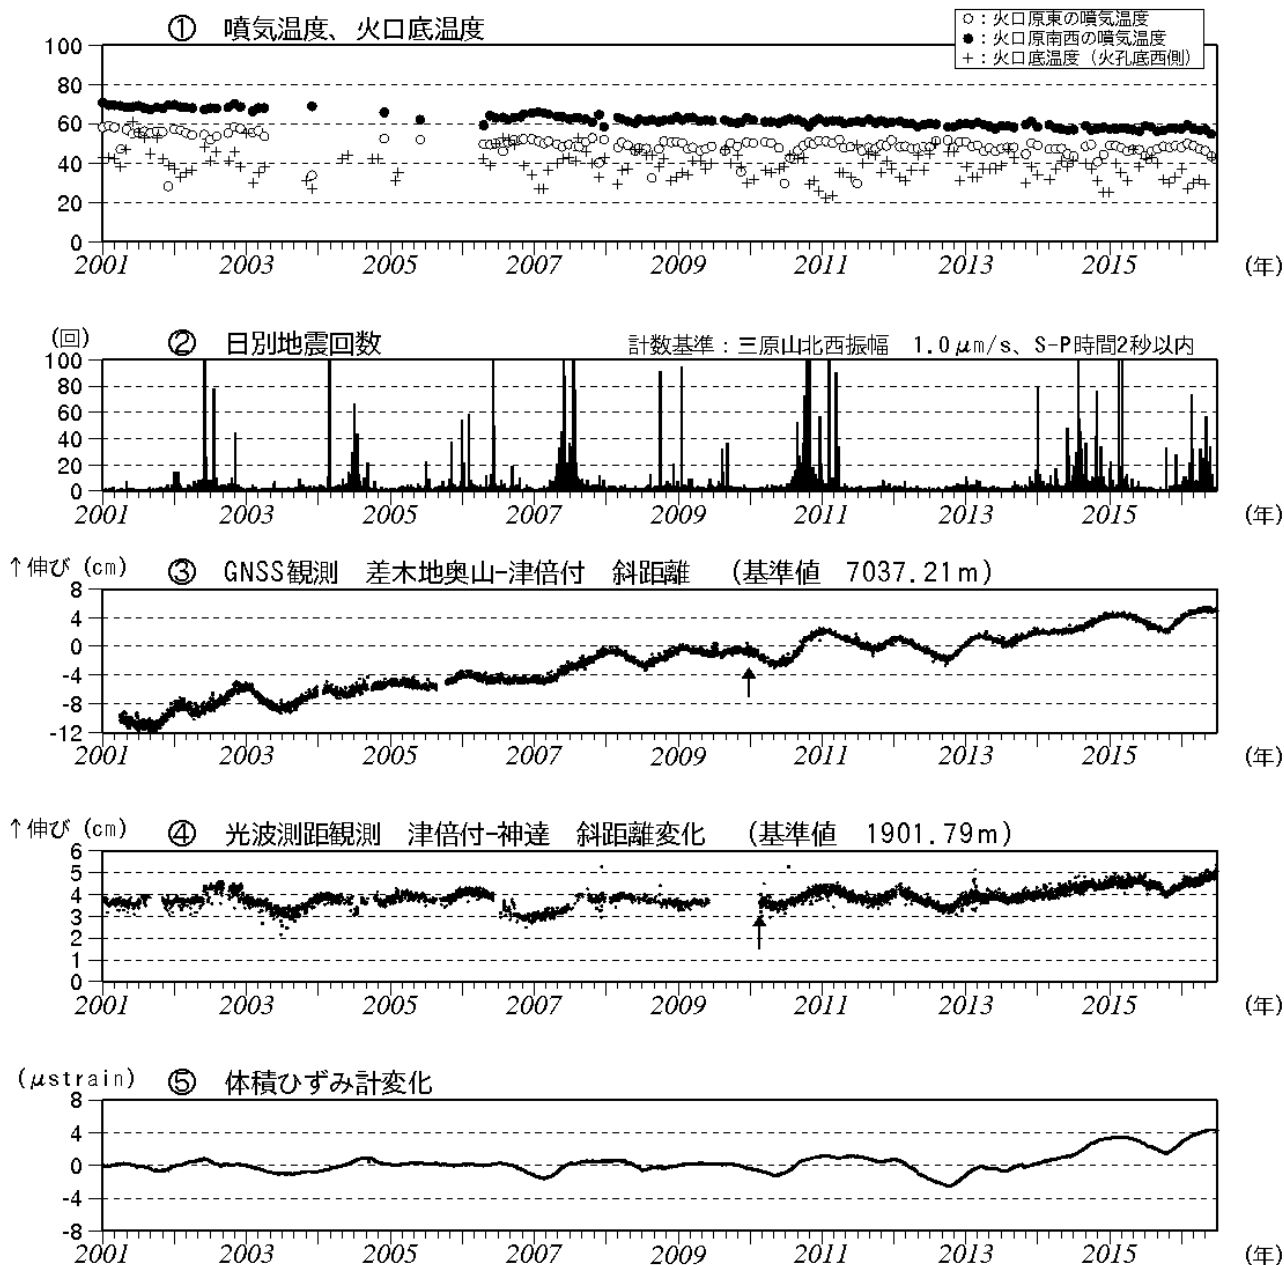 ① 噴気温度、火口底温度
○：火口原東の噴気温度
●：火口原南西の噴気温度
+：火口底温度（火孔底西側）
100
80
60
40
20
0
2001 2003 2005 2007 2009 2011 2013 2015 (年)
(回) ② 日別地震回数 計数基準：三原山北西振幅 1.0μm/s、S-P時間2秒以内
100
80
60
40
20
0
2001 2003 2005 2007 2009 2011 2013 2015 (年)
↑伸び (cm) ③ GNSS観測 差木地奥山-津倍付 斜距離 (基準値 7037.21m)
8
4
0
-4
-8
-12
2001 2003 2005 2007 2009 2011 2013 2015 (年)
↑伸び (cm) ④ 光波測距観測 津倍付-神達 斜距離変化 (基準値 1901.79m)
6
5
4
3
2
1
0
2001 2003 2005 2007 2009 2011 2013 2015 (年)
(μstrain) ⑤ 体積ひずみ計変化
8
4
0
-4
-8
2001 2003 2005 2007 2009 2011 2013 2015 (年)